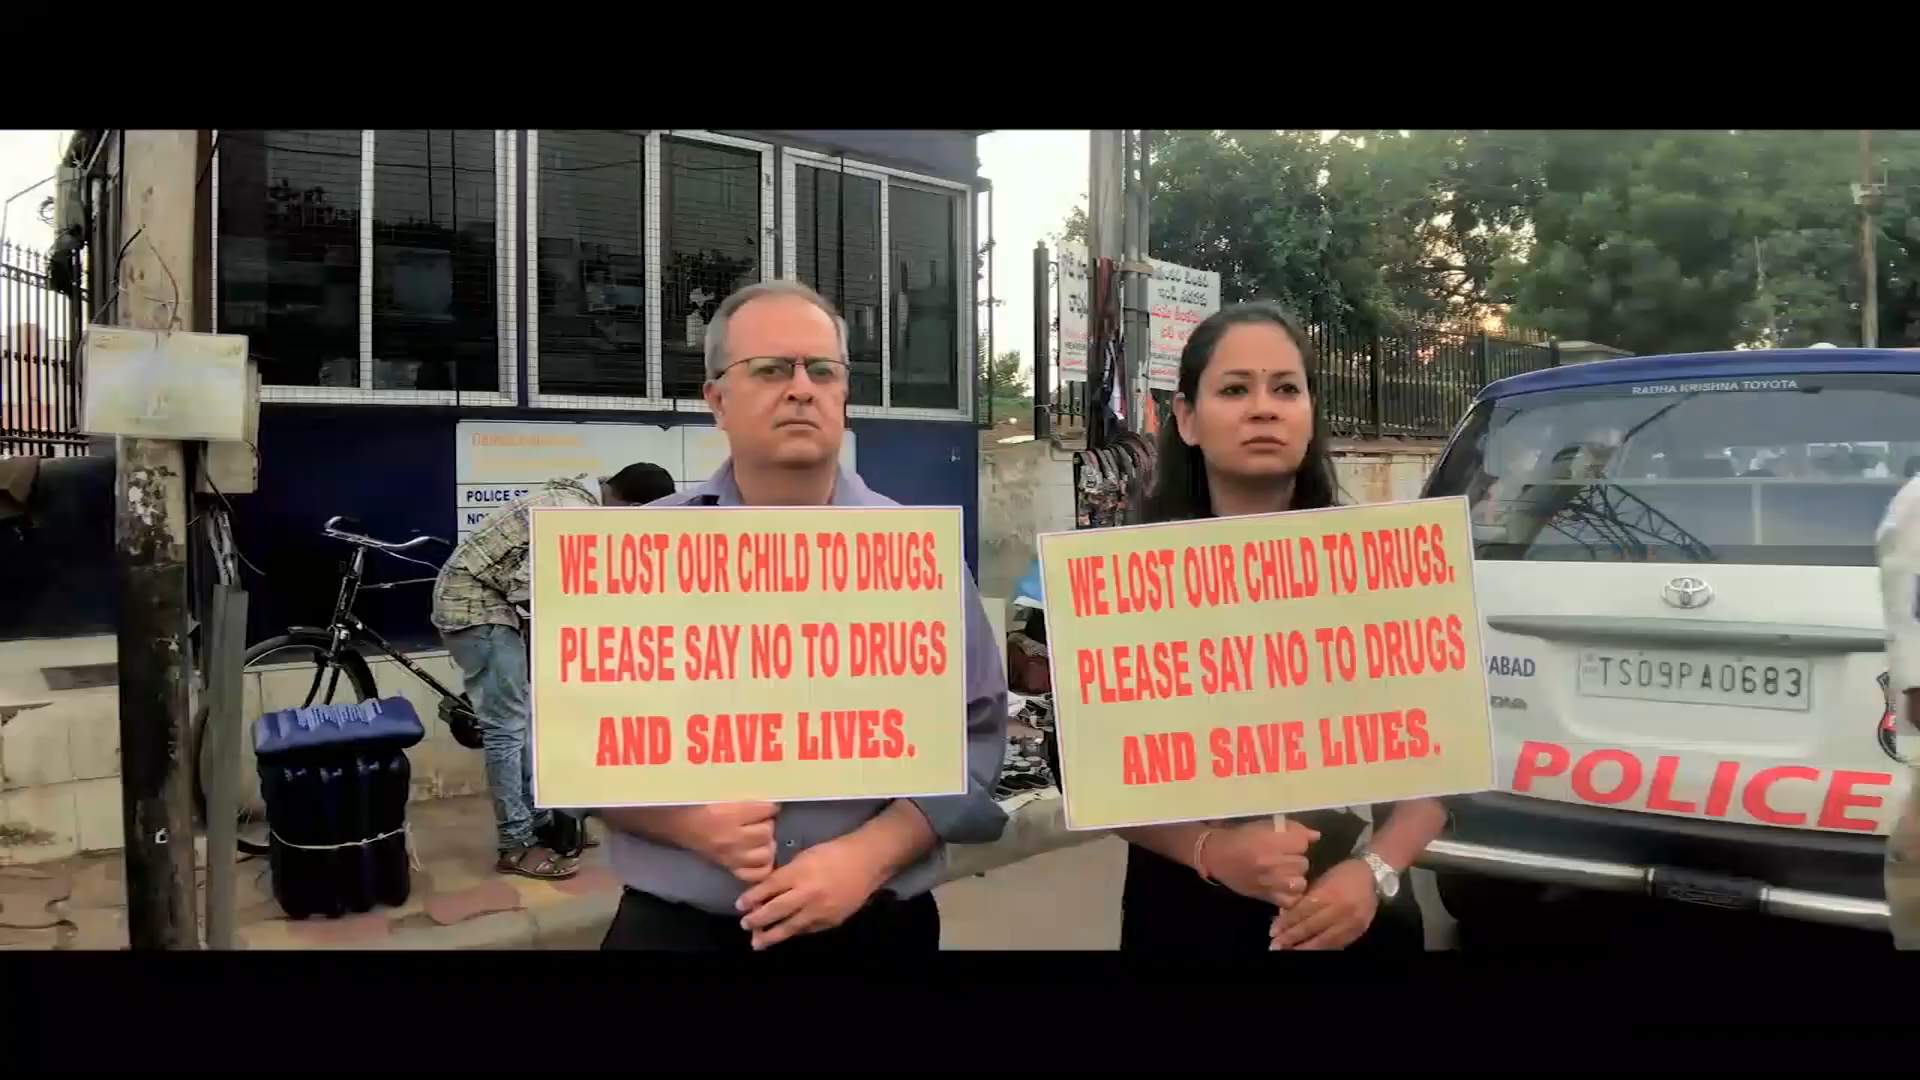 WE LOST OUR CHILD TO DRUGS.
PLEASE SAY NO TO DRUGS
AND SAVE LIVES.
WE LOST OUR CHILD TO DRUGS.
PLEASE SAY NO TO DRUGS
AND SAVE LIVES.
POLICE
RADHA KRISHNA TOYOTA
ABAD
TS09PA0683
POLICE